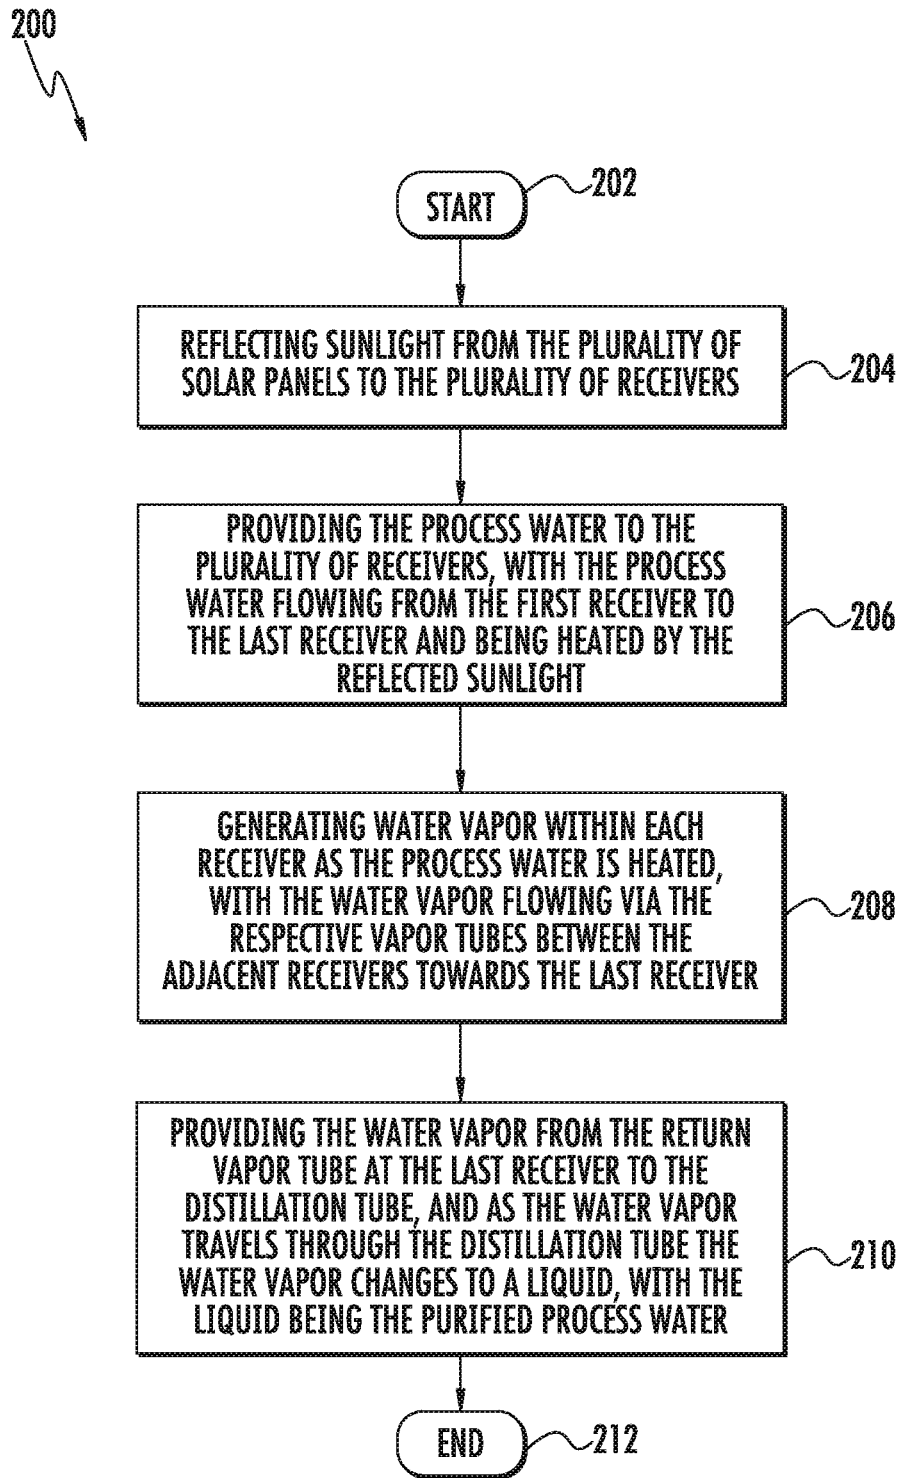 200
START
202
REFLECTING SUNLIGHT FROM THE PLURALITY OF
SOLAR PANELS TO THE PLURALITY OF RECEIVERS
204
PROVIDING THE PROCESS WATER TO THE
PLURALITY OF RECEIVERS, WITH THE PROCESS
WATER FLOWING FROM THE FIRST RECEIVER TO
THE LAST RECEIVER AND BEING HEATED BY THE
REFLECTED SUNLIGHT
206
GENERATING WATER VAPOR WITHIN EACH
RECEIVER AS THE PROCESS WATER IS HEATED,
WITH THE WATER VAPOR FLOWING VIA THE
RESPECTIVE VAPOR TUBES BETWEEN THE
ADJACENT RECEIVERS TOWARDS THE LAST RECEIVER
208
PROVIDING THE WATER VAPOR FROM THE RETURN
VAPOR TUBE AT THE LAST RECEIVER TO THE
DISTILLATION TUBE, AND AS THE WATER VAPOR
TRAVELS THROUGH THE DISTILLATION TUBE THE
WATER VAPOR CHANGES TO A LIQUID, WITH THE
LIQUID BEING THE PURIFIED PROCESS WATER
210
END
212